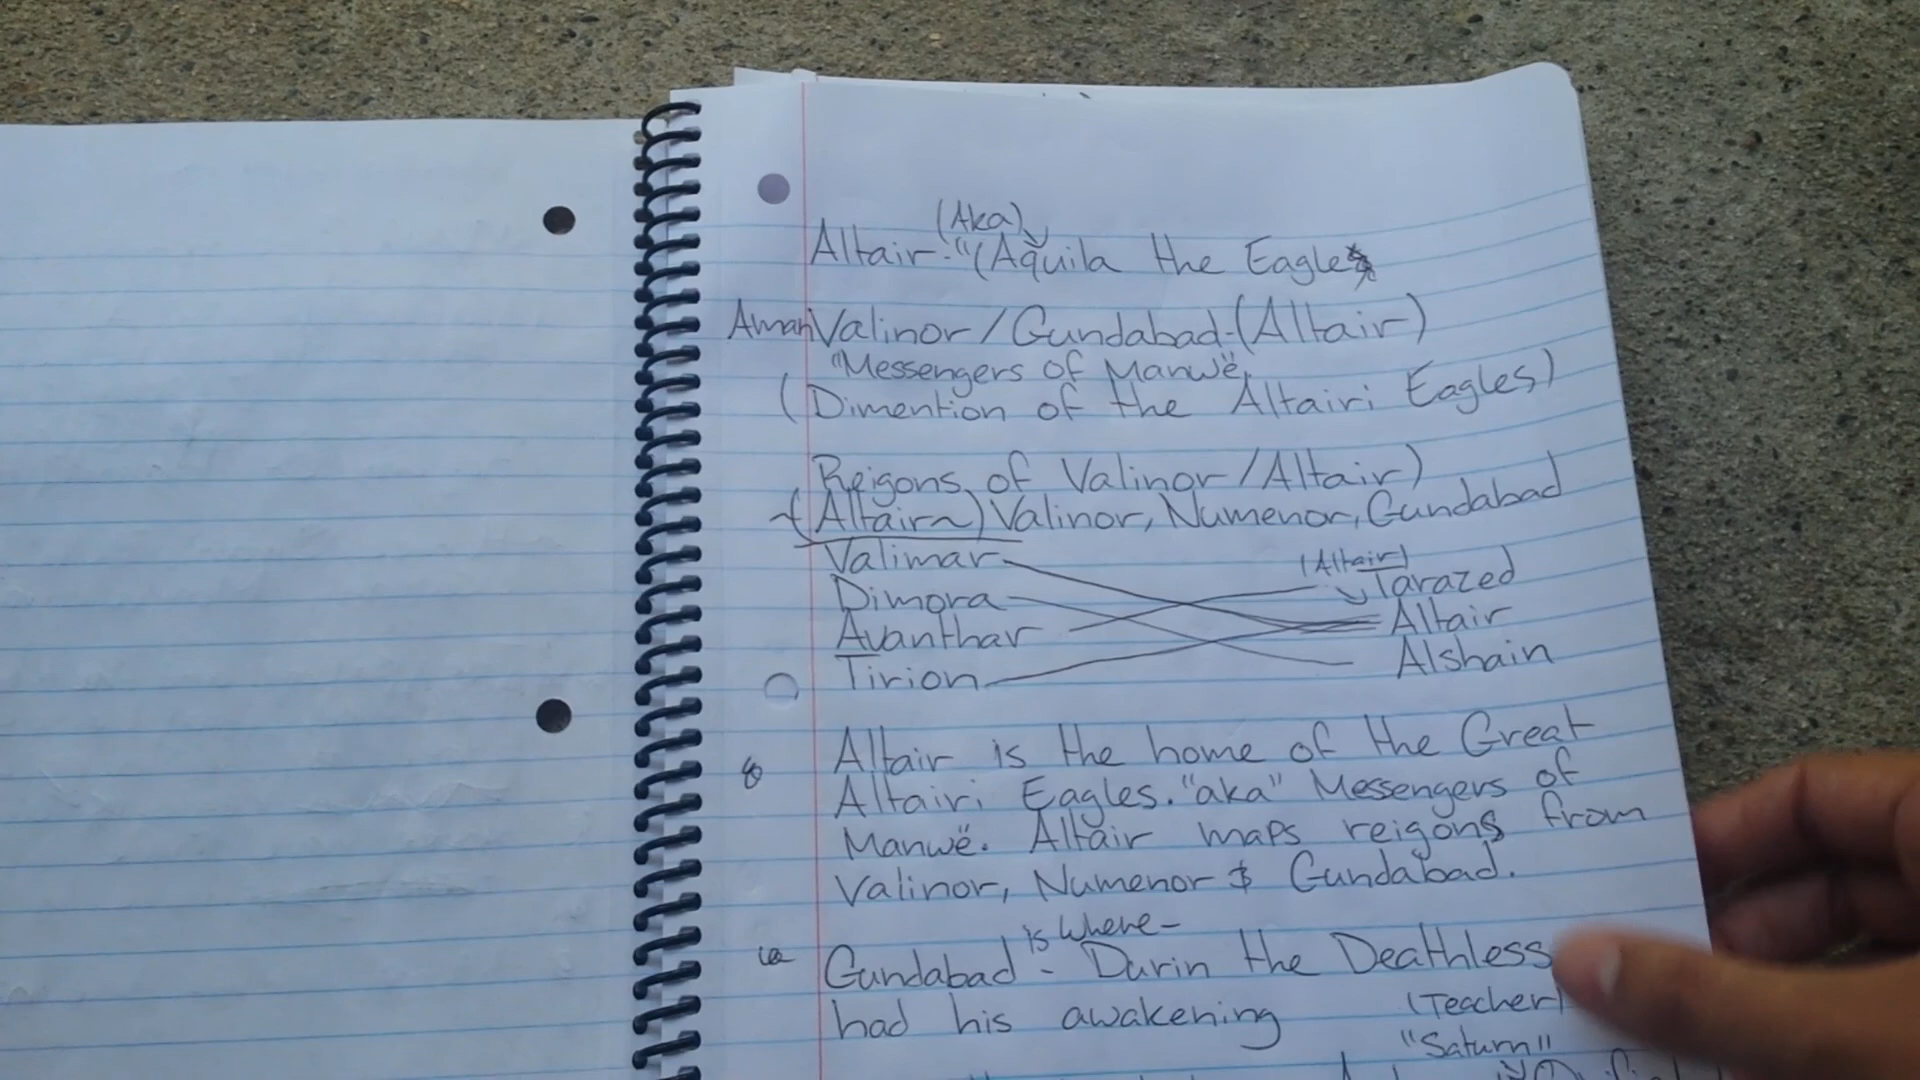 (Aka)
Altair-"(Aquila the Eagle
Aman Valinor/Gundabad-(Altair)
"Messengers of Manwë"
(Dimention of the Altairi Eagles)
Reigons of Valinor/Altair)
(Altair~) Valinor, Numenor, Gundabad
Valimar
(Altair)
Tarazed
Dimora
Altair
Avanthar
Alshain
Tirion
Altair is the home of the Great
Altairi Eagles. "aka" Messengers of
Manwë. Altair maps reigons from
Valinor, Numenor & Gundabad.
is where-
Gundabad - Durin the Deathless
had his awakening
(Teacher)
"Saturn"